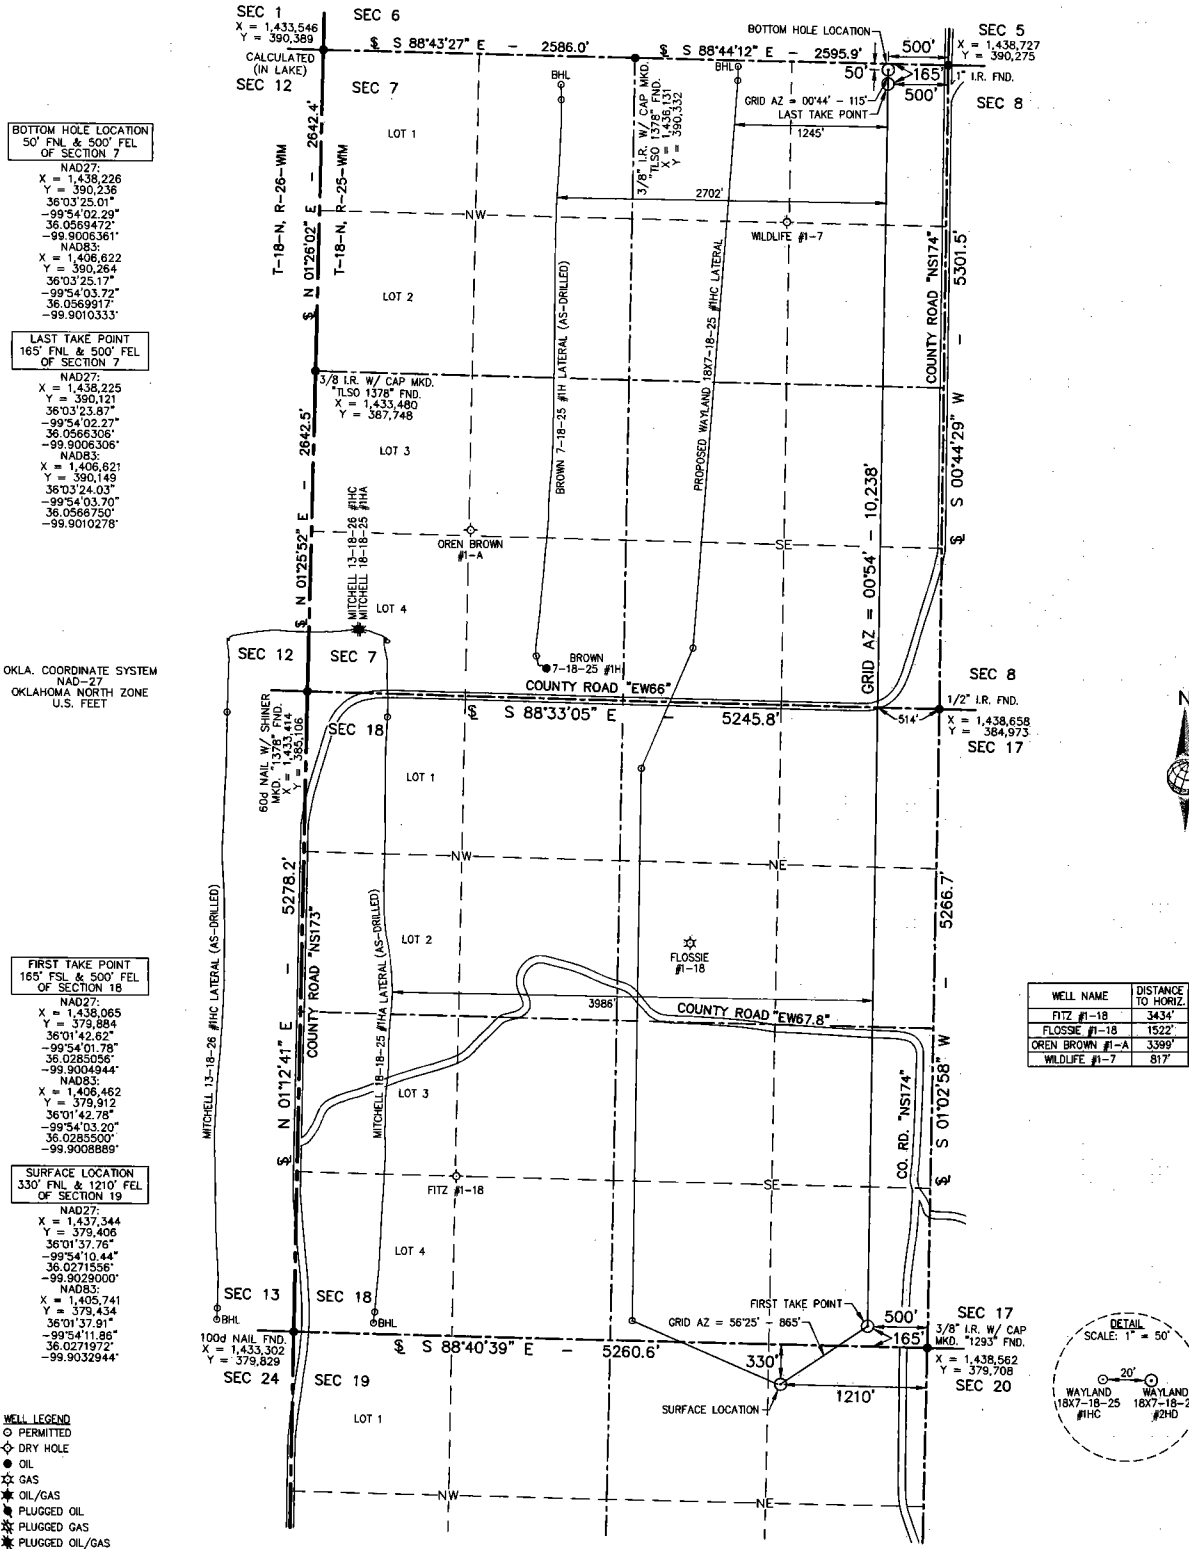 SEC 1
X = 1,433,546
Y = 390,389
SEC 6
℄ S 88°43'27" E - 2586.0'
℄ S 88°44'12" E - 2595.9'
BOTTOM HOLE LOCATION
500'
SEC 5
X = 1,438,727
Y = 390,275
1" I.R. FND.
CALCULATED
(IN LAKE)
SEC 12
SEC 7
BHL
BHL
50'
165'
500'
SEC 8
GRID AZ = 00°44' - 115'
LAST TAKE POINT
1245'
LOT 1
3/8" I.R. W/ CAP MKD.
"TLSO 1378" FND.
X = 1,436,131
Y = 390,332
BOTTOM HOLE LOCATION
50' FNL & 500' FEL
OF SECTION 7
NAD27:
X = 1,438,226
Y = 390,236
36°03'25.01"
-99°54'02.29"
36.0569472°
-99.9006361°
NAD83:
X = 1,406,622
Y = 390,264
36°03'25.17"
-99°54'03.72"
36.0569917°
-99.9010333°
LAST TAKE POINT
165' FNL & 500' FEL
OF SECTION 7
NAD27:
X = 1,438,225
Y = 390,121
36°03'23.87"
-99°54'02.27"
36.0566306°
-99.9006306°
NAD83:
X = 1,406,621
Y = 390,149
36°03'24.03"
-99°54'03.70"
36.0566750°
-99.9010278°
℄ N 01°26'02" E - 2642.4'
T-18-N, R-26-WIM
T-18-N, R-25-WIM
2702'
NW
WILDLIFE #1-7
LOT 2
BROWN 7-18-25 #1H LATERAL (AS-DRILLED)
PROPOSED WAYLAND 18X7-18-25 #1HC LATERAL
COUNTY ROAD "NS174"
℄ S 00°44'29" W - 5301.5'
3/8 I.R. W/ CAP MKD.
"TLSO 1378" FND.
X = 1,433,480
Y = 387,748
LOT 3
℄ N 01°25'52" E - 2642.5'
MITCHELL 13-18-26 #1HC
MITCHELL 18-18-25 #1HA
OREN BROWN
#1-A
SE
GRID AZ = 00°54' - 10,238'
LOT 4
SEC 12
SEC 7
BROWN
7-18-25 #1H
OKLA. COORDINATE SYSTEM
NAD-27
OKLAHOMA NORTH ZONE
U.S. FEET
COUNTY ROAD "EW66"
℄ S 88°33'05" E - 5245.8'
514'
SEC 8
1/2" I.R. FND.
X = 1,438,658
Y = 384,973
SEC 17
N
60d NAIL W/ SHINER
MKD. "1378" FND.
X = 1,433,414
Y = 385,106
SEC 18
LOT 1
NW
NE
℄ N 01°12'41" E - 5278.2'
COUNTY ROAD "NS173"
MITCHELL 13-18-26 #1HC LATERAL (AS-DRILLED)
MITCHELL 18-18-25 #1HA LATERAL (AS-DRILLED)
LOT 2
FLOSSIE
#1-18
3986'
COUNTY ROAD "EW67.8"
℄ S 01°02'58" W - 5266.7'
CO. RD. "NS174"
WELL NAME DISTANCE TO HORIZ.
FITZ #1-18 3434'
FLOSSIE #1-18 1522'
OREN BROWN #1-A 3399'
WILDLIFE #1-7 817'
FIRST TAKE POINT
165' FSL & 500' FEL
OF SECTION 18
NAD27:
X = 1,438,065
Y = 379,884
36°01'42.62"
-99°54'01.78"
36.0285056°
-99.9004944°
NAD83:
X = 1,406,462
Y = 379,912
36°01'42.78"
-99°54'03.20"
36.0285500°
-99.9008889°
SURFACE LOCATION
330' FNL & 1210' FEL
OF SECTION 19
NAD27:
X = 1,437,344
Y = 379,406
36°01'37.76"
-99°54'10.44"
36.0271556°
-99.9029000°
NAD83:
X = 1,405,741
Y = 379,434
36°01'37.91"
-99°54'11.86"
36.0271972°
-99.9032944°
LOT 3
FITZ #1-18
SE
LOT 4
SEC 13
SEC 18
BHL
BHL
FIRST TAKE POINT
GRID AZ = 56°25' - 865'
500'
165'
330'
1210'
SURFACE LOCATION
SEC 17
3/8" I.R. W/ CAP
MKD. "1293" FND.
X = 1,438,562
Y = 379,708
SEC 20
100d NAIL FND.
X = 1,433,302
Y = 379,829
SEC 24
SEC 19
℄ S 88°40'39" E - 5260.6'
LOT 1
NW
NE
DETAIL
SCALE: 1" = 50'
20'
WAYLAND
18X7-18-25
#1HC
WAYLAND
18X7-18-2
#2HD
WELL LEGEND
PERMITTED
DRY HOLE
OIL
GAS
OIL/GAS
PLUGGED OIL
PLUGGED GAS
PLUGGED OIL/GAS